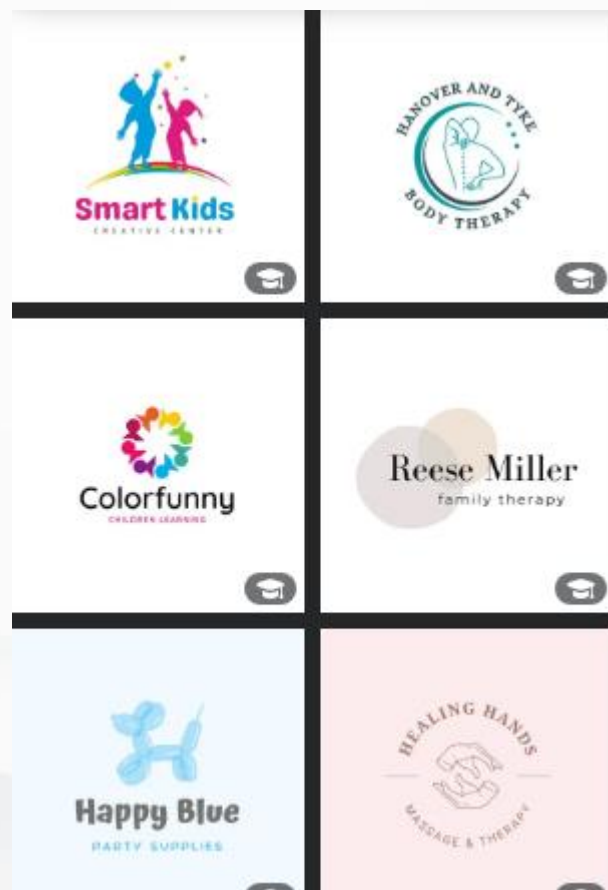 Smart Kids
CREATIVE CENTER
HANOVER AND TYKE
BODY THERAPY
Colorfunny
CHILDREN LEARNING
Reese Miller
family therapy
Happy Blue
PARTY SUPPLIES
HEALING HANDS
MASSAGE & THERAPY